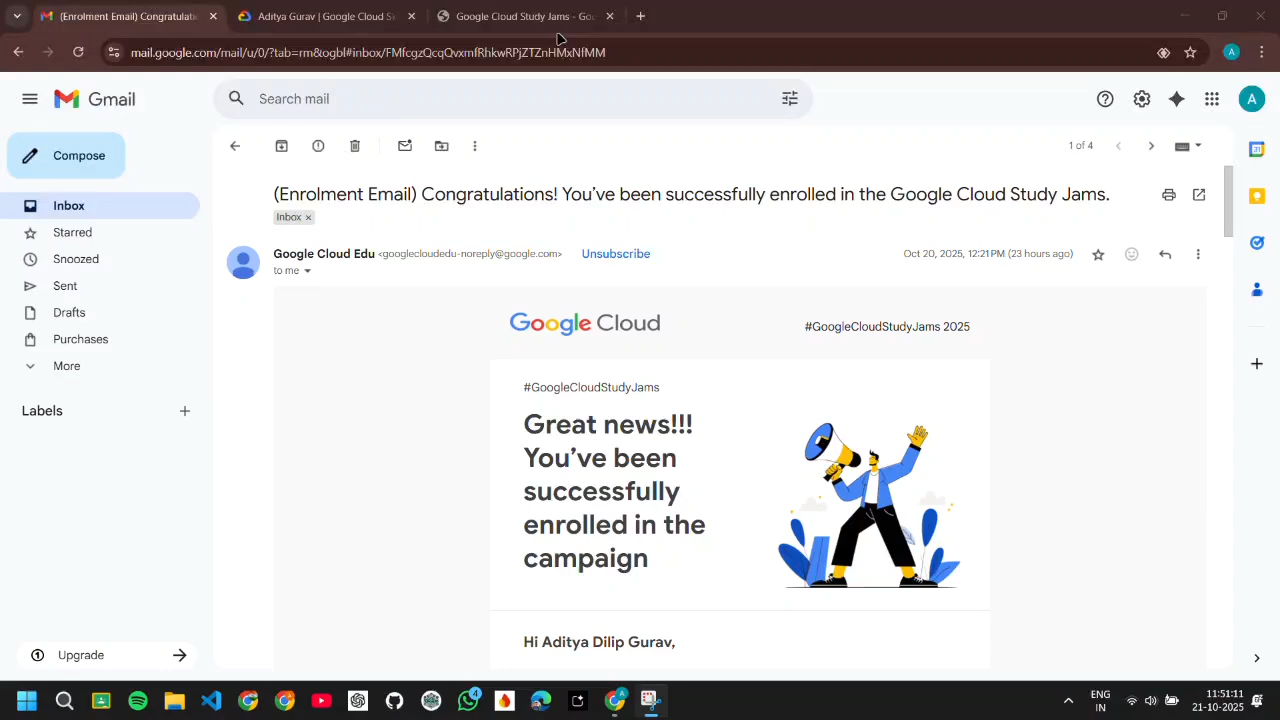 (Enrolment Email) Congratulati
Aditya Gurav | Google Cloud Sk
Google Cloud Study Jams - Goo
mail.google.com/mail/u/0/?tab=rm&ogbl#inbox/FMfcgzQcqQvxmfRhkwRPjZTZnHMxNfMM
A
Gmail
Search mail
A
Compose
1 of 4
Inbox
Starred
Snoozed
Sent
Drafts
Purchases
More
Labels
Upgrade
(Enrolment Email) Congratulations! You’ve been successfully enrolled in the Google Cloud Study Jams.
Inbox
Google Cloud Edu <googlecloudedu-noreply@google.com> Unsubscribe
Oct 20, 2025, 12:21 PM (23 hours ago)
to me
Google Cloud
#GoogleCloudStudyJams 2025
#GoogleCloudStudyJams
Great news!!!
You’ve been
successfully
enrolled in the
campaign
Hi Aditya Dilip Gurav,
31
4
A
ENG
IN
11:51:11
21-10-2025